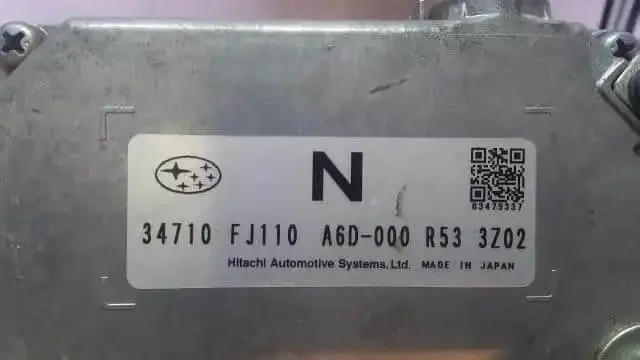 N
83479337
34710 FJ110 A6D-000 R53 3Z02
Hitachi Automotive Systems, Ltd. MADE IN JAPAN